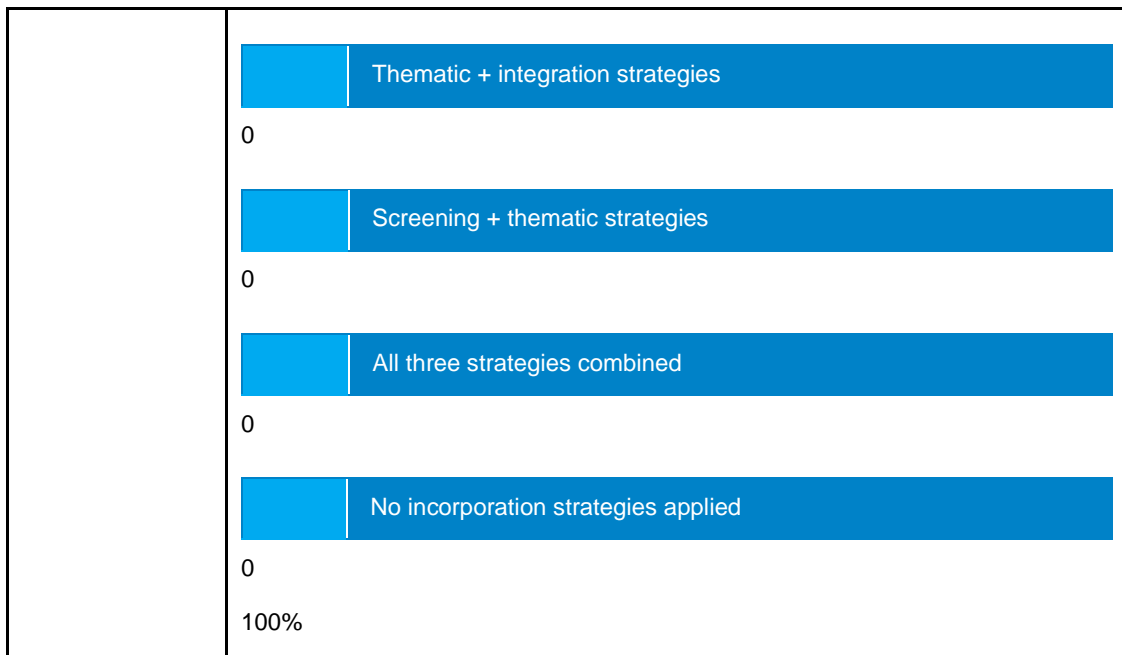 Thematic + integration strategies
0
Screening + thematic strategies
0
All three strategies combined
0
No incorporation strategies applied
0
100%